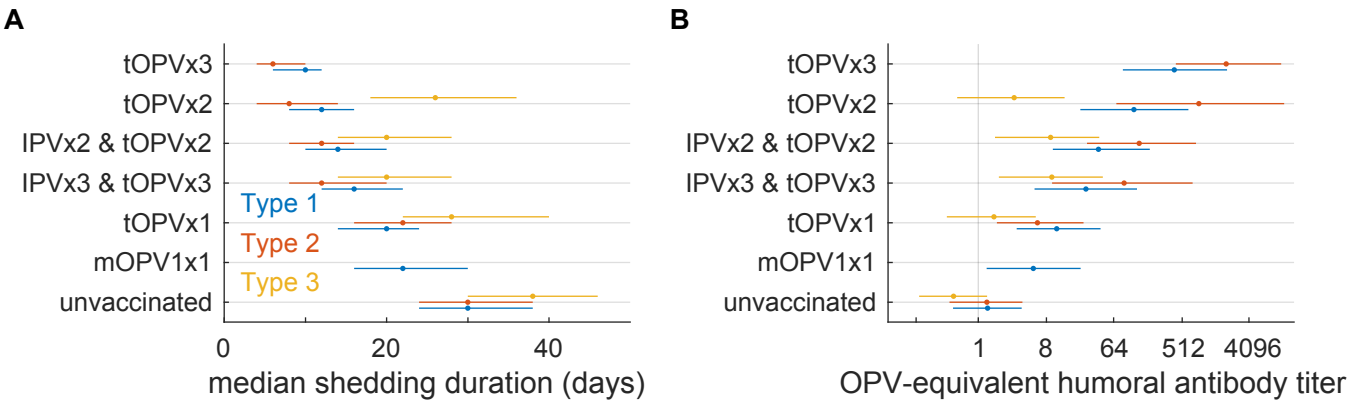 A
tOPVx3
tOPVx2
IPVx2 & tOPVx2
IPVx3 & tOPVx3
tOPVx1
mOPV1x1
unvaccinated
Type 1
Type 2
Type 3
0 20 40
median shedding duration (days)
B
tOPVx3
tOPVx2
IPVx2 & tOPVx2
IPVx3 & tOPVx3
tOPVx1
mOPV1x1
unvaccinated
1 8 64 512 4096
OPV-equivalent humoral antibody titer